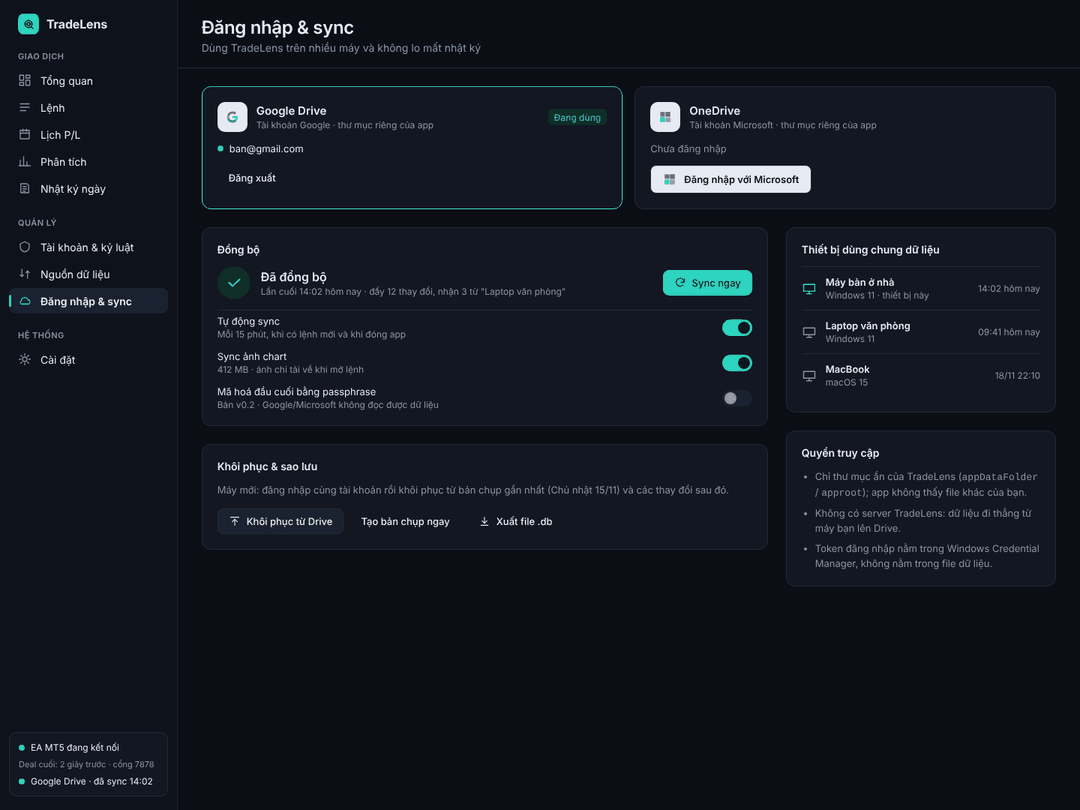 TradeLens
GIAO DỊCH
Tổng quan
Lệnh
Lịch P/L
Phân tích
Nhật ký ngày
QUẢN LÝ
Tài khoản & kỷ luật
Nguồn dữ liệu
Đăng nhập & sync
HỆ THỐNG
Cài đặt
EA MT5 đang kết nối
Deal cuối: 2 giây trước · cổng 7878
Google Drive · đã sync 14:02
Đăng nhập & sync
Dùng TradeLens trên nhiều máy và không lo mất nhật ký
G
Google Drive
Tài khoản Google · thư mục riêng của app
Đang dùng
ban@gmail.com
Đăng xuất
OneDrive
Tài khoản Microsoft · thư mục riêng của app
Chưa đăng nhập
Đăng nhập với Microsoft
Đồng bộ
Đã đồng bộ
Lần cuối 14:02 hôm nay · đẩy 12 thay đổi, nhận 3 từ "Laptop văn phòng"
Sync ngay
Tự động sync
Mỗi 15 phút, khi có lệnh mới và khi đóng app
Sync ảnh chart
412 MB · ảnh chỉ tải về khi mở lệnh
Mã hoá đầu cuối bằng passphrase
Bản v0.2 · Google/Microsoft không đọc được dữ liệu
Khôi phục & sao lưu
Máy mới: đăng nhập cùng tài khoản rồi khôi phục từ bản chụp gần nhất (Chủ nhật 15/11) và các thay đổi sau đó.
Khôi phục từ Drive
Tạo bản chụp ngay
Xuất file .db
Thiết bị dùng chung dữ liệu
Máy bàn ở nhà
Windows 11 · thiết bị này
14:02 hôm nay
Laptop văn phòng
Windows 11
09:41 hôm nay
MacBook
macOS 15
18/11 22:10
Quyền truy cập
• Chỉ thư mục ẩn của TradeLens (appDataFolder
/ approot); app không thấy file khác của bạn.
• Không có server TradeLens: dữ liệu đi thẳng từ
máy bạn lên Drive.
• Token đăng nhập nằm trong Windows Credential
Manager, không nằm trong file dữ liệu.